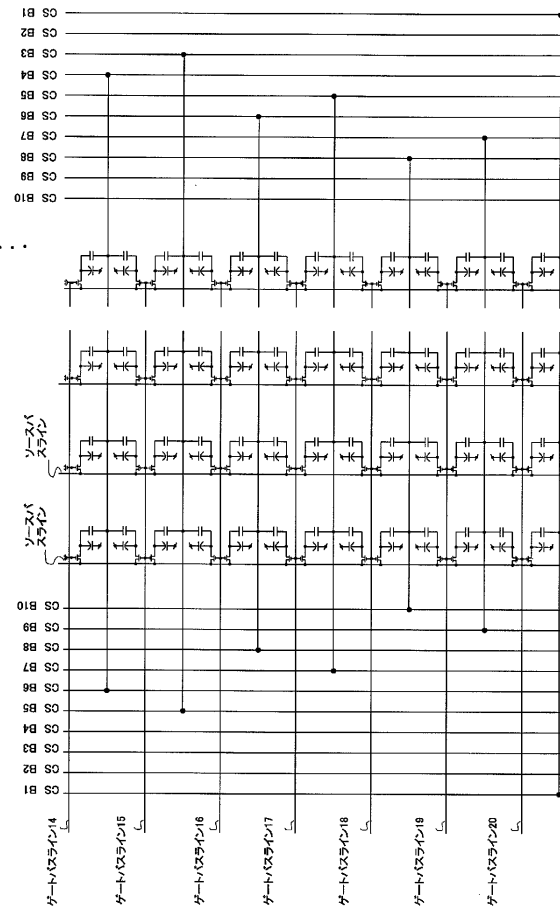 CS B1
CS B2
CS B3
CS B4
CS B5
CS B6
CS B7
CS B8
CS B9
CS B10
...
ソースバ
スライン
ソースバ
スライン
CS B10
CS B9
CS B8
CS B7
CS B6
CS B5
CS B4
CS B3
CS B2
CS B1
ゲートバスライン14
ゲートバスライン15
ゲートバスライン16
ゲートバスライン17
ゲートバスライン18
ゲートバスライン19
ゲートバスライン20